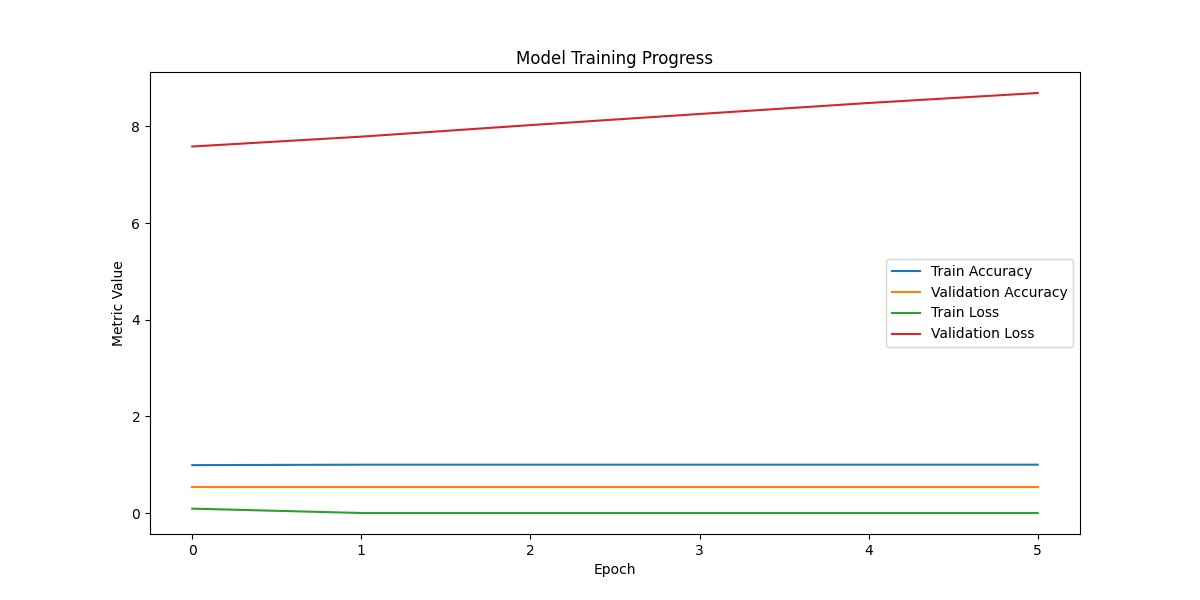 Model Training Progress
Metric Value
8
6
4
2
0
Train Accuracy
Validation Accuracy
Train Loss
Validation Loss
0 1 2 3 4 5
Epoch